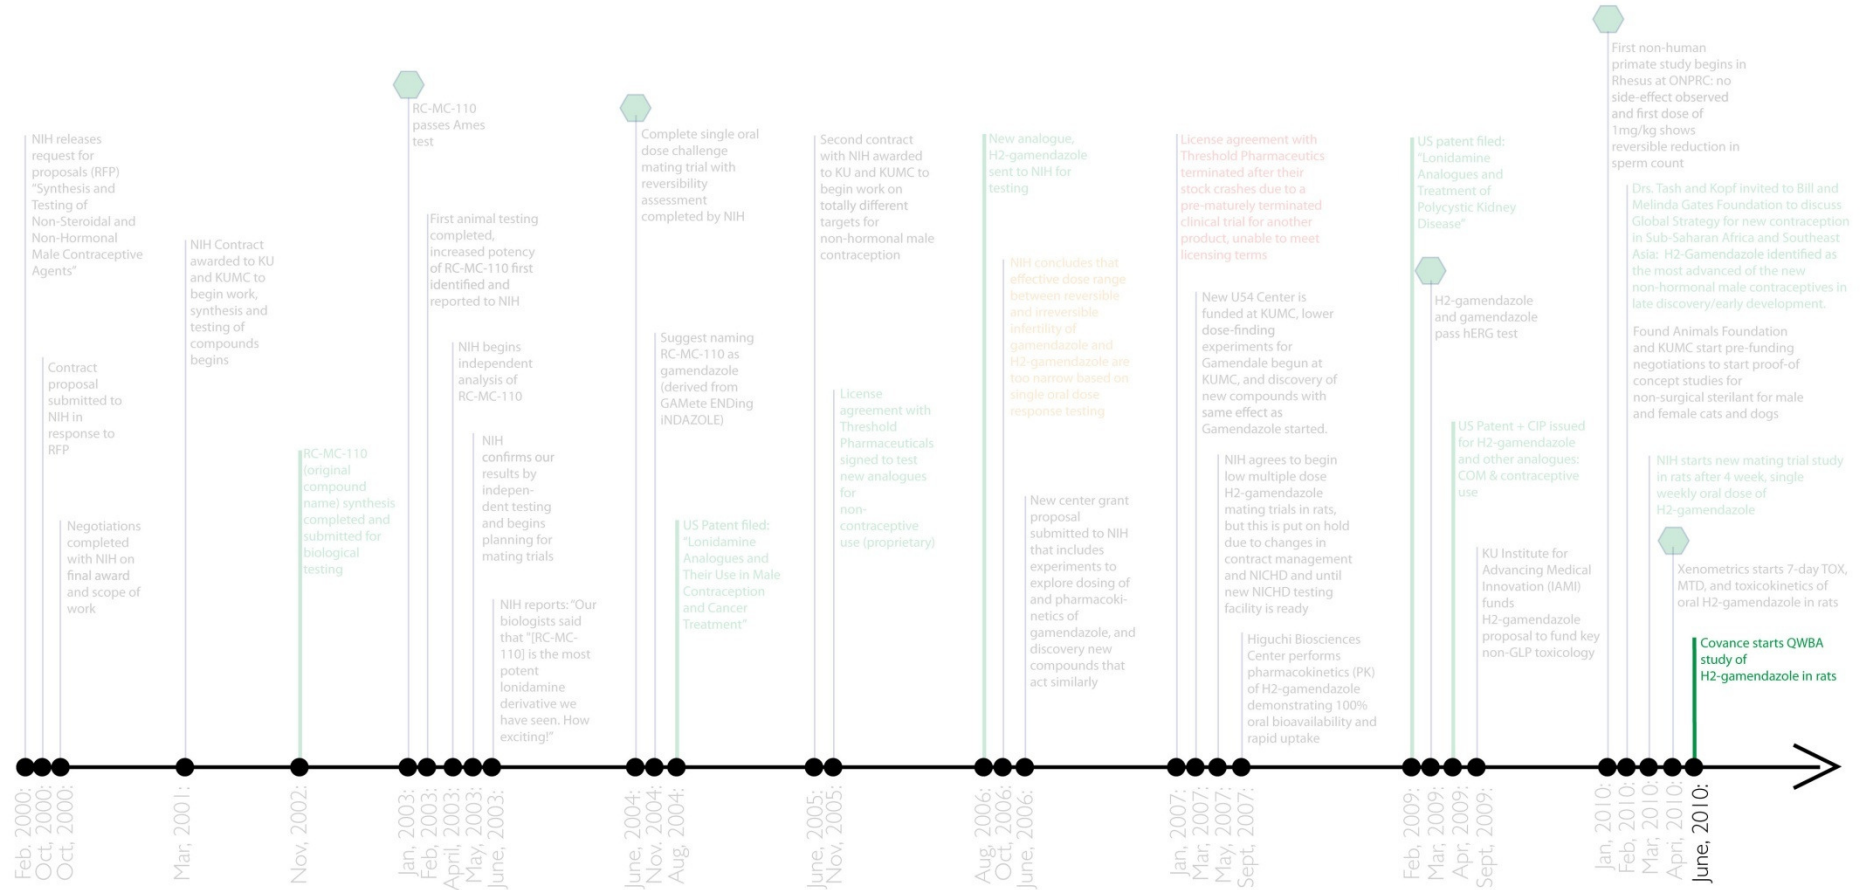 NIH releases
request for
proposals (RFP)
"Synthesis and
Testing of
Non-Steroidal and
Non-Hormonal
Male Contraceptive
Agents"
Contract
proposal
submitted to
NIH in
response to
RFP
Negotiations
completed
with NIH on
final award
and scope of
work
NIH Contract
awarded to KU
and KUMC to
begin work,
synthesis and
testing of
compounds
begins
RC-MC-110
(original
compound
name) synthesis
completed and
submitted for
biological
testing
RC-MC-110
passes Ames
test
First animal testing
completed,
increased potency
of RC-MC-110 first
identified and
reported to NIH
NIH begins
independent
analysis of
RC-MC-110
NIH
confirms our
results by
indepen-
dent testing
and begins
planning for
mating trials
NIH reports: "Our
biologists said
that "[RC-MC-
110] is the most
potent
lonidamine
derivative we
have seen. How
exciting!"
Complete single oral
dose challenge
mating trial with
reversibility
assessment
completed by NIH
Suggest naming
RC-MC-110 as
gamendazole
(derived from
GAMete ENDing
iNDAZOLE)
US Patent filed:
"Lonidamine
Analogues and
Their Use in Male
Contraception
and Cancer
Treatment"
Second contract
with NIH awarded
to KU and KUMC to
begin work on
totally different
targets for
non-hormonal male
contraception
License
agreement with
Threshold
Pharmaceuticals
signed to test
new analogues
for
non-
contraceptive
use (proprietary)
New analogue,
H2-gamendazole
sent to NIH for
testing
NIH concludes that
effective dose range
between reversible
and irreversible
infertility of
gamendazole and
H2-gamendazole are
too narrow based on
single oral dose
response testing
New center grant
proposal
submitted to NIH
that includes
experiments to
explore dosing of
and pharmacoki-
netics of
gamendazole, and
discovery new
compounds that
act similarly
License agreement with
Threshold Pharmaceutics
terminated after their
stock crashes due to a
pre-maturely terminated
clinical trial for another
product, unable to meet
licensing terms
New U54 Center is
funded at KUMC, lower
dose-finding
experiments for
Gamendale begun at
KUMC, and discovery of
new compounds with
same effect as
Gamendazole started.
NIH agrees to begin
low multiple dose
H2-gamendazole
mating trials in rats,
but this is put on hold
due to changes in
contract management
and NICHD and until
new NICHD testing
facility is ready
Higuchi Biosciences
Center performs
pharmacokinetics (PK)
of H2-gamendazole
demonstrating 100%
oral bioavailability and
rapid uptake
US patent filed:
"Lonidamine
Analogues and
Treatment of
Polycystic Kidney
Disease"
H2-gamendazole
and gamendazole
pass hERG test
US Patent + CIP issued
for H2-gamendazole
and other analogues:
COM & contraceptive
use
KU Institute for
Advancing Medical
Innovation (IAMI)
funds
H2-gamendazole
proposal to fund key
non-GLP toxicology
First non-human
primate study begins in
Rhesus at ONPRC: no
side-effect observed
and first dose of
1mg/kg shows
reversible reduction in
sperm count
Drs. Tash and Kopf invited to Bill and
Melinda Gates Foundation to discuss
Global Strategy for new contraception
in Sub-Saharan Africa and Southeast
Asia: H2-Gamendazole identified as
the most advanced of the new
non-hormonal male contraceptives in
late discovery/early development.
Found Animals Foundation
and KUMC start pre-funding
negotiations to start proof-of
concept studies for
non-surgical sterilant for male
and female cats and dogs
NIH starts new mating trial study
in rats after 4 week, single
weekly oral dose of
H2-gamendazole
Xenometrics starts 7-day TOX,
MTD, and toxicokinetics of
oral H2-gamendazole in rats
Covance starts QWBA
study of
H2-gamendazole in rats
Feb. 2000:
Oct, 2000:
Oct, 2000:
Mar, 2001:
Nov, 2002:
Jan, 2003:
Feb, 2003:
April, 2003:
May, 2003:
June, 2003:
June, 2004:
Nov. 2004:
Aug, 2004:
June, 2005:
Nov, 2005:
Aug, 2006:
Oct, 2006:
June, 2006:
Jan, 2007:
Mar, 2007:
May, 2007:
Sept, 2007:
Feb, 2009:
Mar, 2009:
Apr, 2009:
Sept, 2009:
Jan, 2010:
Feb, 2010:
Mar, 2010:
Apri, 2010:
June, 2010: